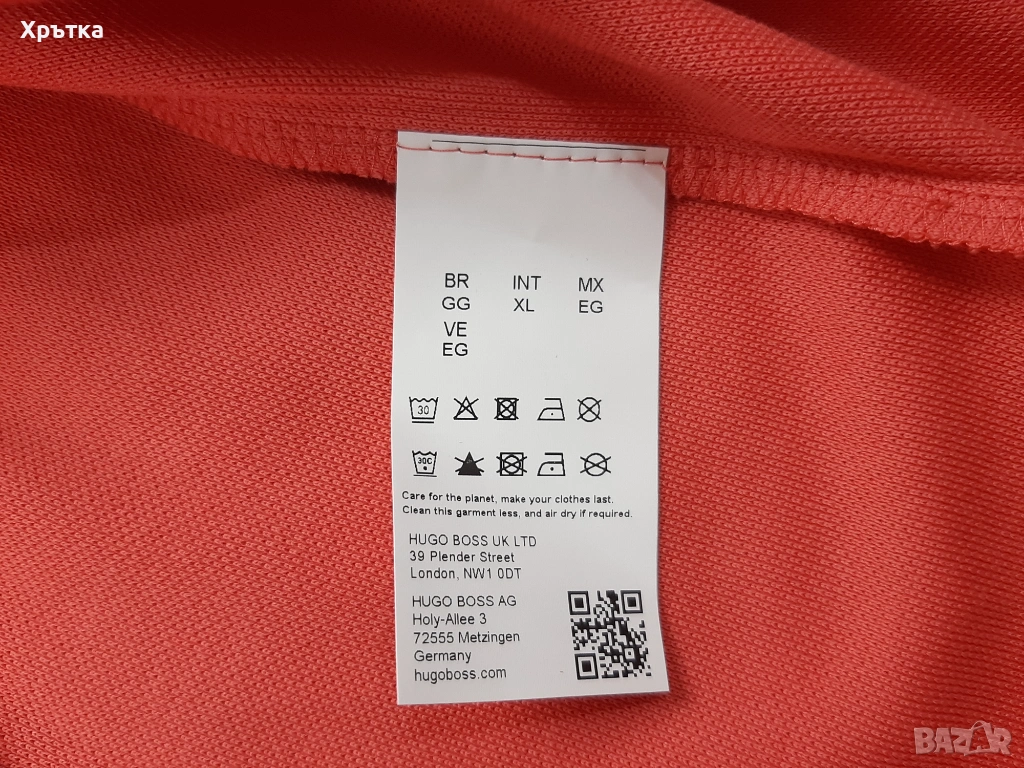 Хрътка
BR INT MX
GG XL EG
VE
EG
30
30C
Care for the planet, make your clothes last.
Clean this garment less, and air dry if required.
HUGO BOSS UK LTD
39 Plender Street
London, NW1 0DT
HUGO BOSS AG
Holy-Allee 3
72555 Metzingen
Germany
hugoboss.com
BAZAR